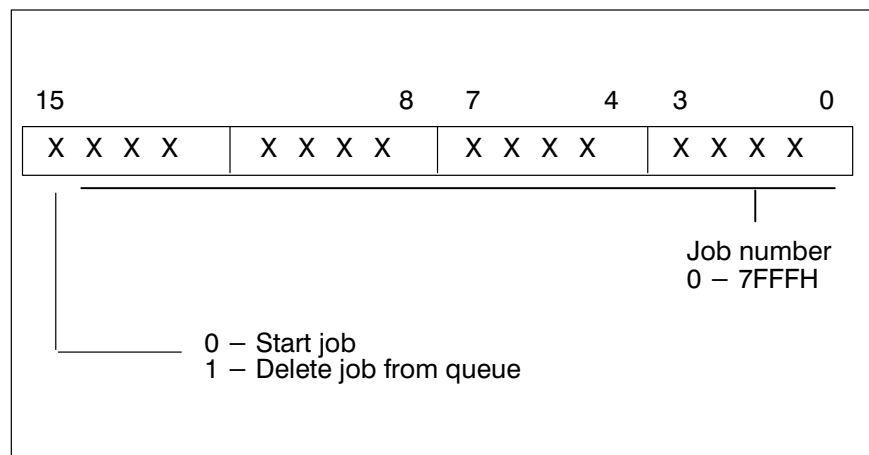 15 8 7 4 3 0
X X X X X X X X X X X X X X X X
Job number
0 – 7FFFH
0 – Start job
1 – Delete job from queue